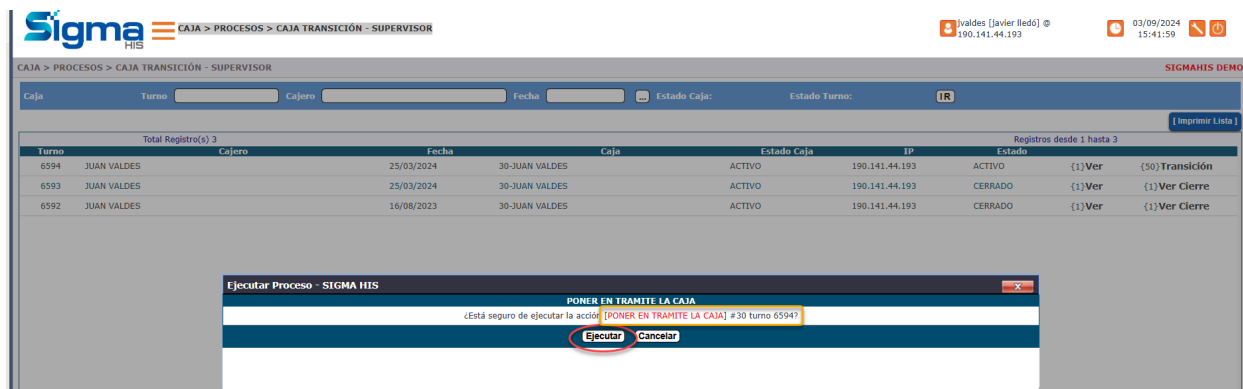 Sigma
HIS
CAJA > PROCESOS > CAJA TRANSICIÓN - SUPERVISOR
jvaldes [javier lledó] @
190.141.44.193
03/09/2024
15:41:59
CAJA > PROCESOS > CAJA TRANSICIÓN - SUPERVISOR SIGMAHIS DEMO
Caja Turno Cajero Fecha ... Estado Caja: Estado Turno: IR
[ Imprimir Lista ]
Total Registro(s) 3 Registros desde 1 hasta 3
Turno Cajero Fecha Caja Estado Caja IP Estado
6594 JUAN VALDES 25/03/2024 30-JUAN VALDES ACTIVO 190.141.44.193 ACTIVO {1}Ver {50}Transición
6593 JUAN VALDES 25/03/2024 30-JUAN VALDES ACTIVO 190.141.44.193 CERRADO {1}Ver {1}Ver Cierre
6592 JUAN VALDES 16/08/2023 30-JUAN VALDES ACTIVO 190.141.44.193 CERRADO {1}Ver {1}Ver Cierre
Ejecutar Proceso - SIGMA HIS x
PONER EN TRAMITE LA CAJA
¿Está seguro de ejecutar la acción [PONER EN TRAMITE LA CAJA] #30 turno 6594?
Ejecutar Cancelar